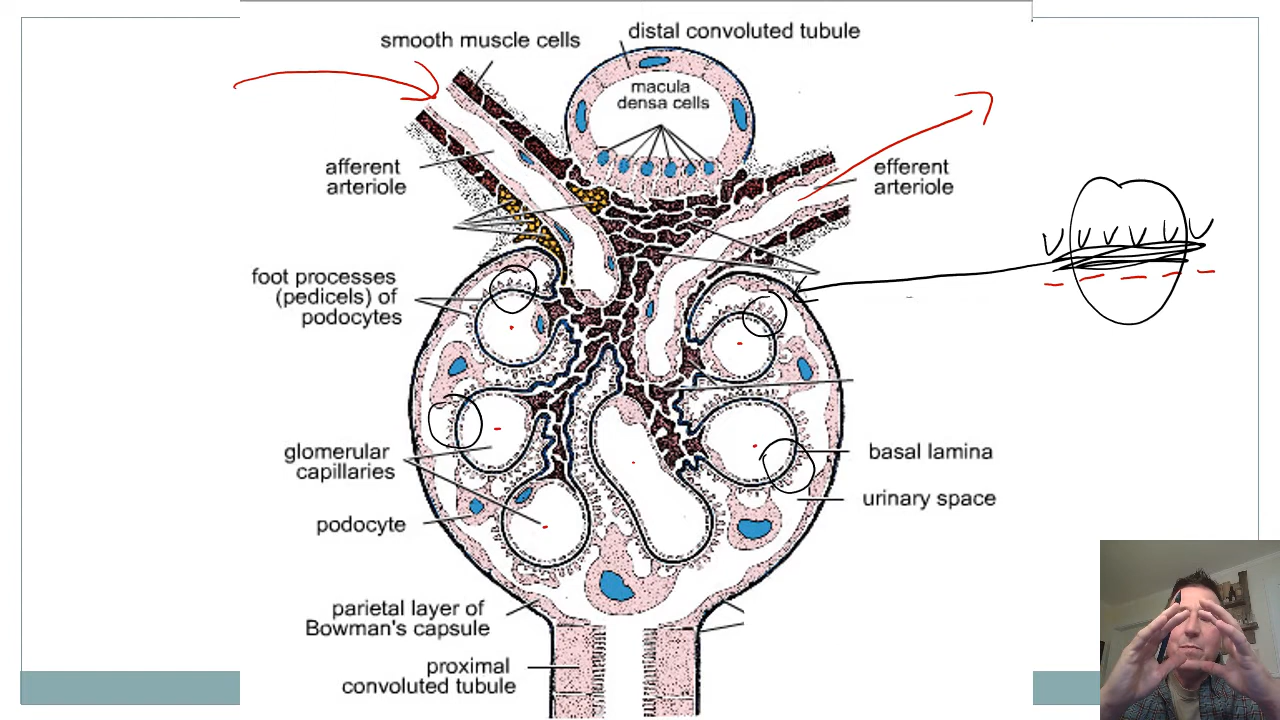 distal convoluted tubule
smooth muscle cells
macula
densa cells
afferent
arteriole
efferent
arteriole
foot processes
(pedicels) of
podocytes
glomerular
capillaries
basal lamina
urinary space
podocyte
parietal layer of
Bowman's capsule
proximal
convoluted tubule